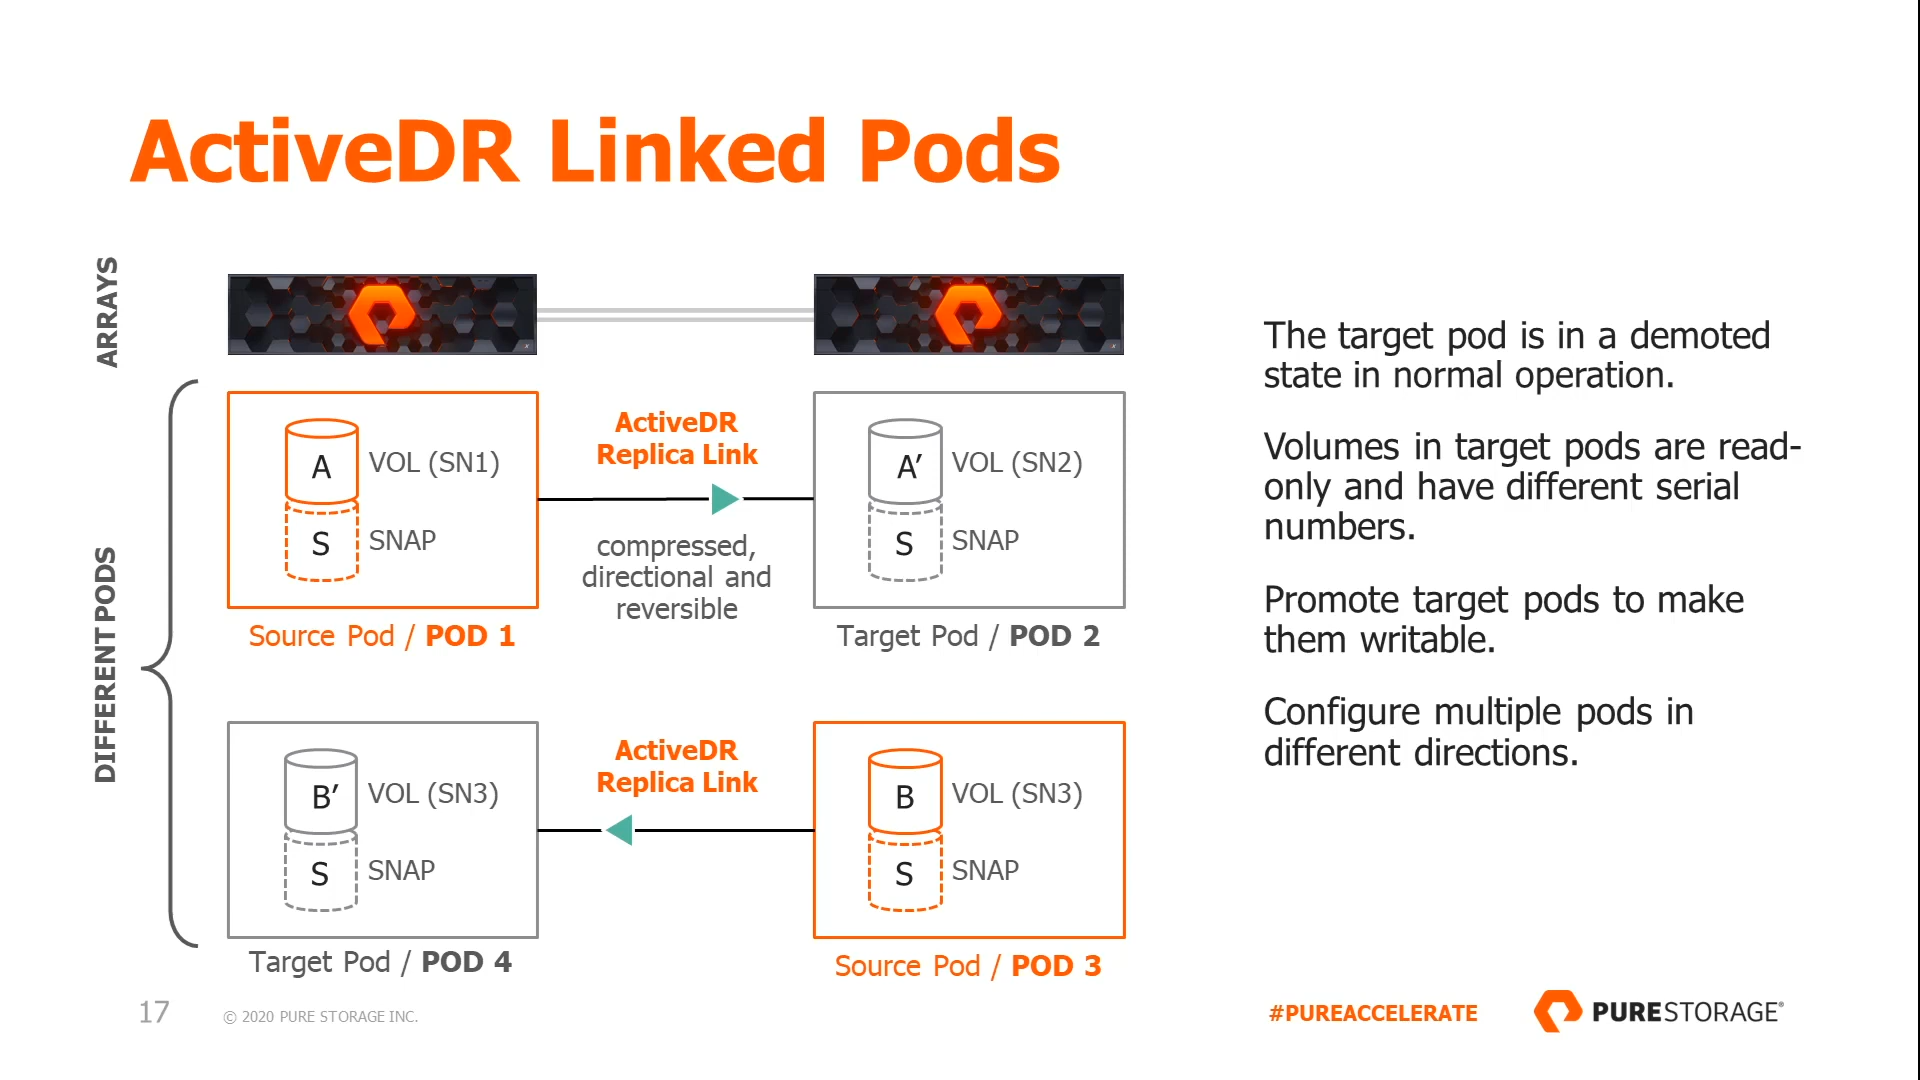 ActiveDR Linked Pods
ARRAYS
DIFFERENT PODS
A
VOL (SN1)
S
SNAP
Source Pod / POD 1
ActiveDR
Replica Link
compressed,
directional and
reversible
A’
VOL (SN2)
S
SNAP
Target Pod / POD 2
B’
VOL (SN3)
S
SNAP
Target Pod / POD 4
ActiveDR
Replica Link
B
VOL (SN3)
S
SNAP
Source Pod / POD 3
The target pod is in a demoted
state in normal operation.
Volumes in target pods are read-
only and have different serial
numbers.
Promote target pods to make
them writable.
Configure multiple pods in
different directions.
17
© 2020 PURE STORAGE INC.
#PUREACCELERATE
PURESTORAGE®